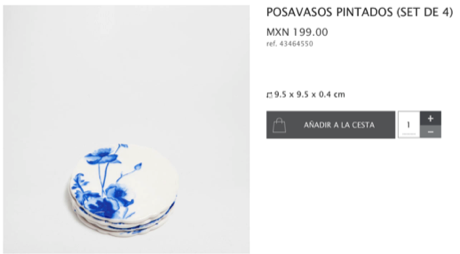 POSAVASOS PINTADOS (SET DE 4)
MXN 199.00
ref. 43464550
9.5 x 9.5 x 0.4 cm
AÑADIR A LA CESTA
1
+
−